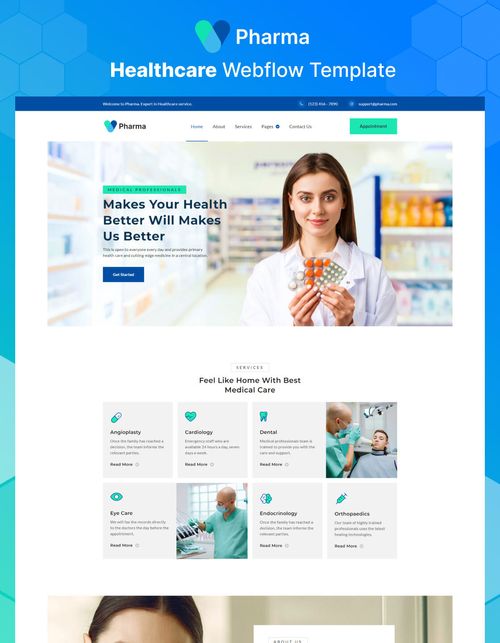 Pharma
Healthcare Webflow Template
Welcome to Pharma. Expert in Healthcare service.
(123) 456 - 7890
support@pharma.com
Pharma
Home
About
Services
Pages
Contact Us
Appointment
MEDICAL PROFESSIONALS
Makes Your Health
Better Will Makes
Us Better
This is open to everyone every day and provides primary
health care and cutting-edge medicine in a central location.
Get Started
SERVICES
Feel Like Home With Best
Medical Care
Angioplasty
Once the family has reached a
decision, the team informe the
relevant parties.
Read More
Cardiology
Emergency staff who are
available 24 hours a day, seven
days a week.
Read More
Dental
Medical professionals team is
trained to provide you with the
care and support.
Read More
Eye Care
We will fax the records directly
to the doctors the day before the
appointment.
Read More
Endocrinology
Once the family has reached a
decision, the team informe the
relevant parties.
Read More
Orthopaedics
Our team of highly trained
professionals uses the latest
healing technologies.
Read More
ABOUT US